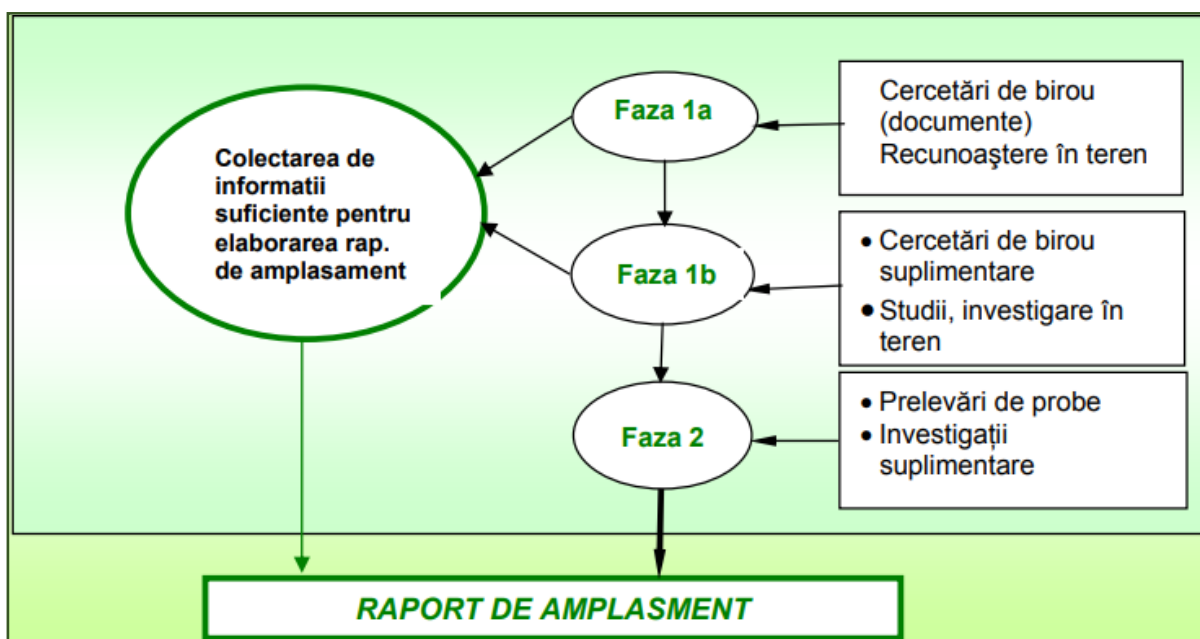 Faza 1a
Cercetări de birou
(documente)
Recunoaştere în teren
Colectarea de
informatii
suficiente pentru
elaborarea rap.
de amplasament
Faza 1b
• Cercetări de birou
suplimentare
• Studii, investigare în
teren
Faza 2
• Prelevări de probe
• Investigații
suplimentare
RAPORT DE AMPLASMENT